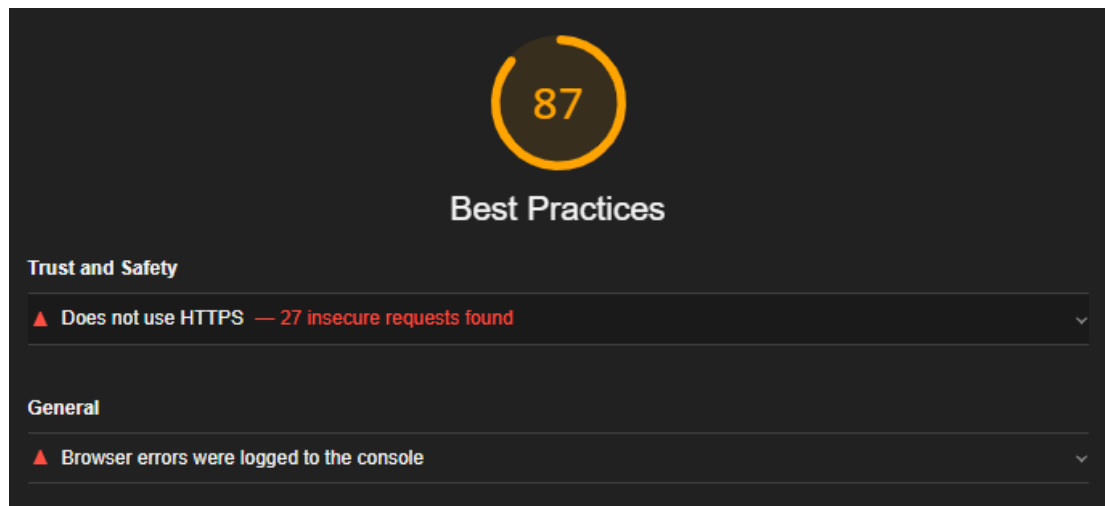 87
Best Practices
Trust and Safety
Does not use HTTPS — 27 insecure requests found
General
Browser errors were logged to the console